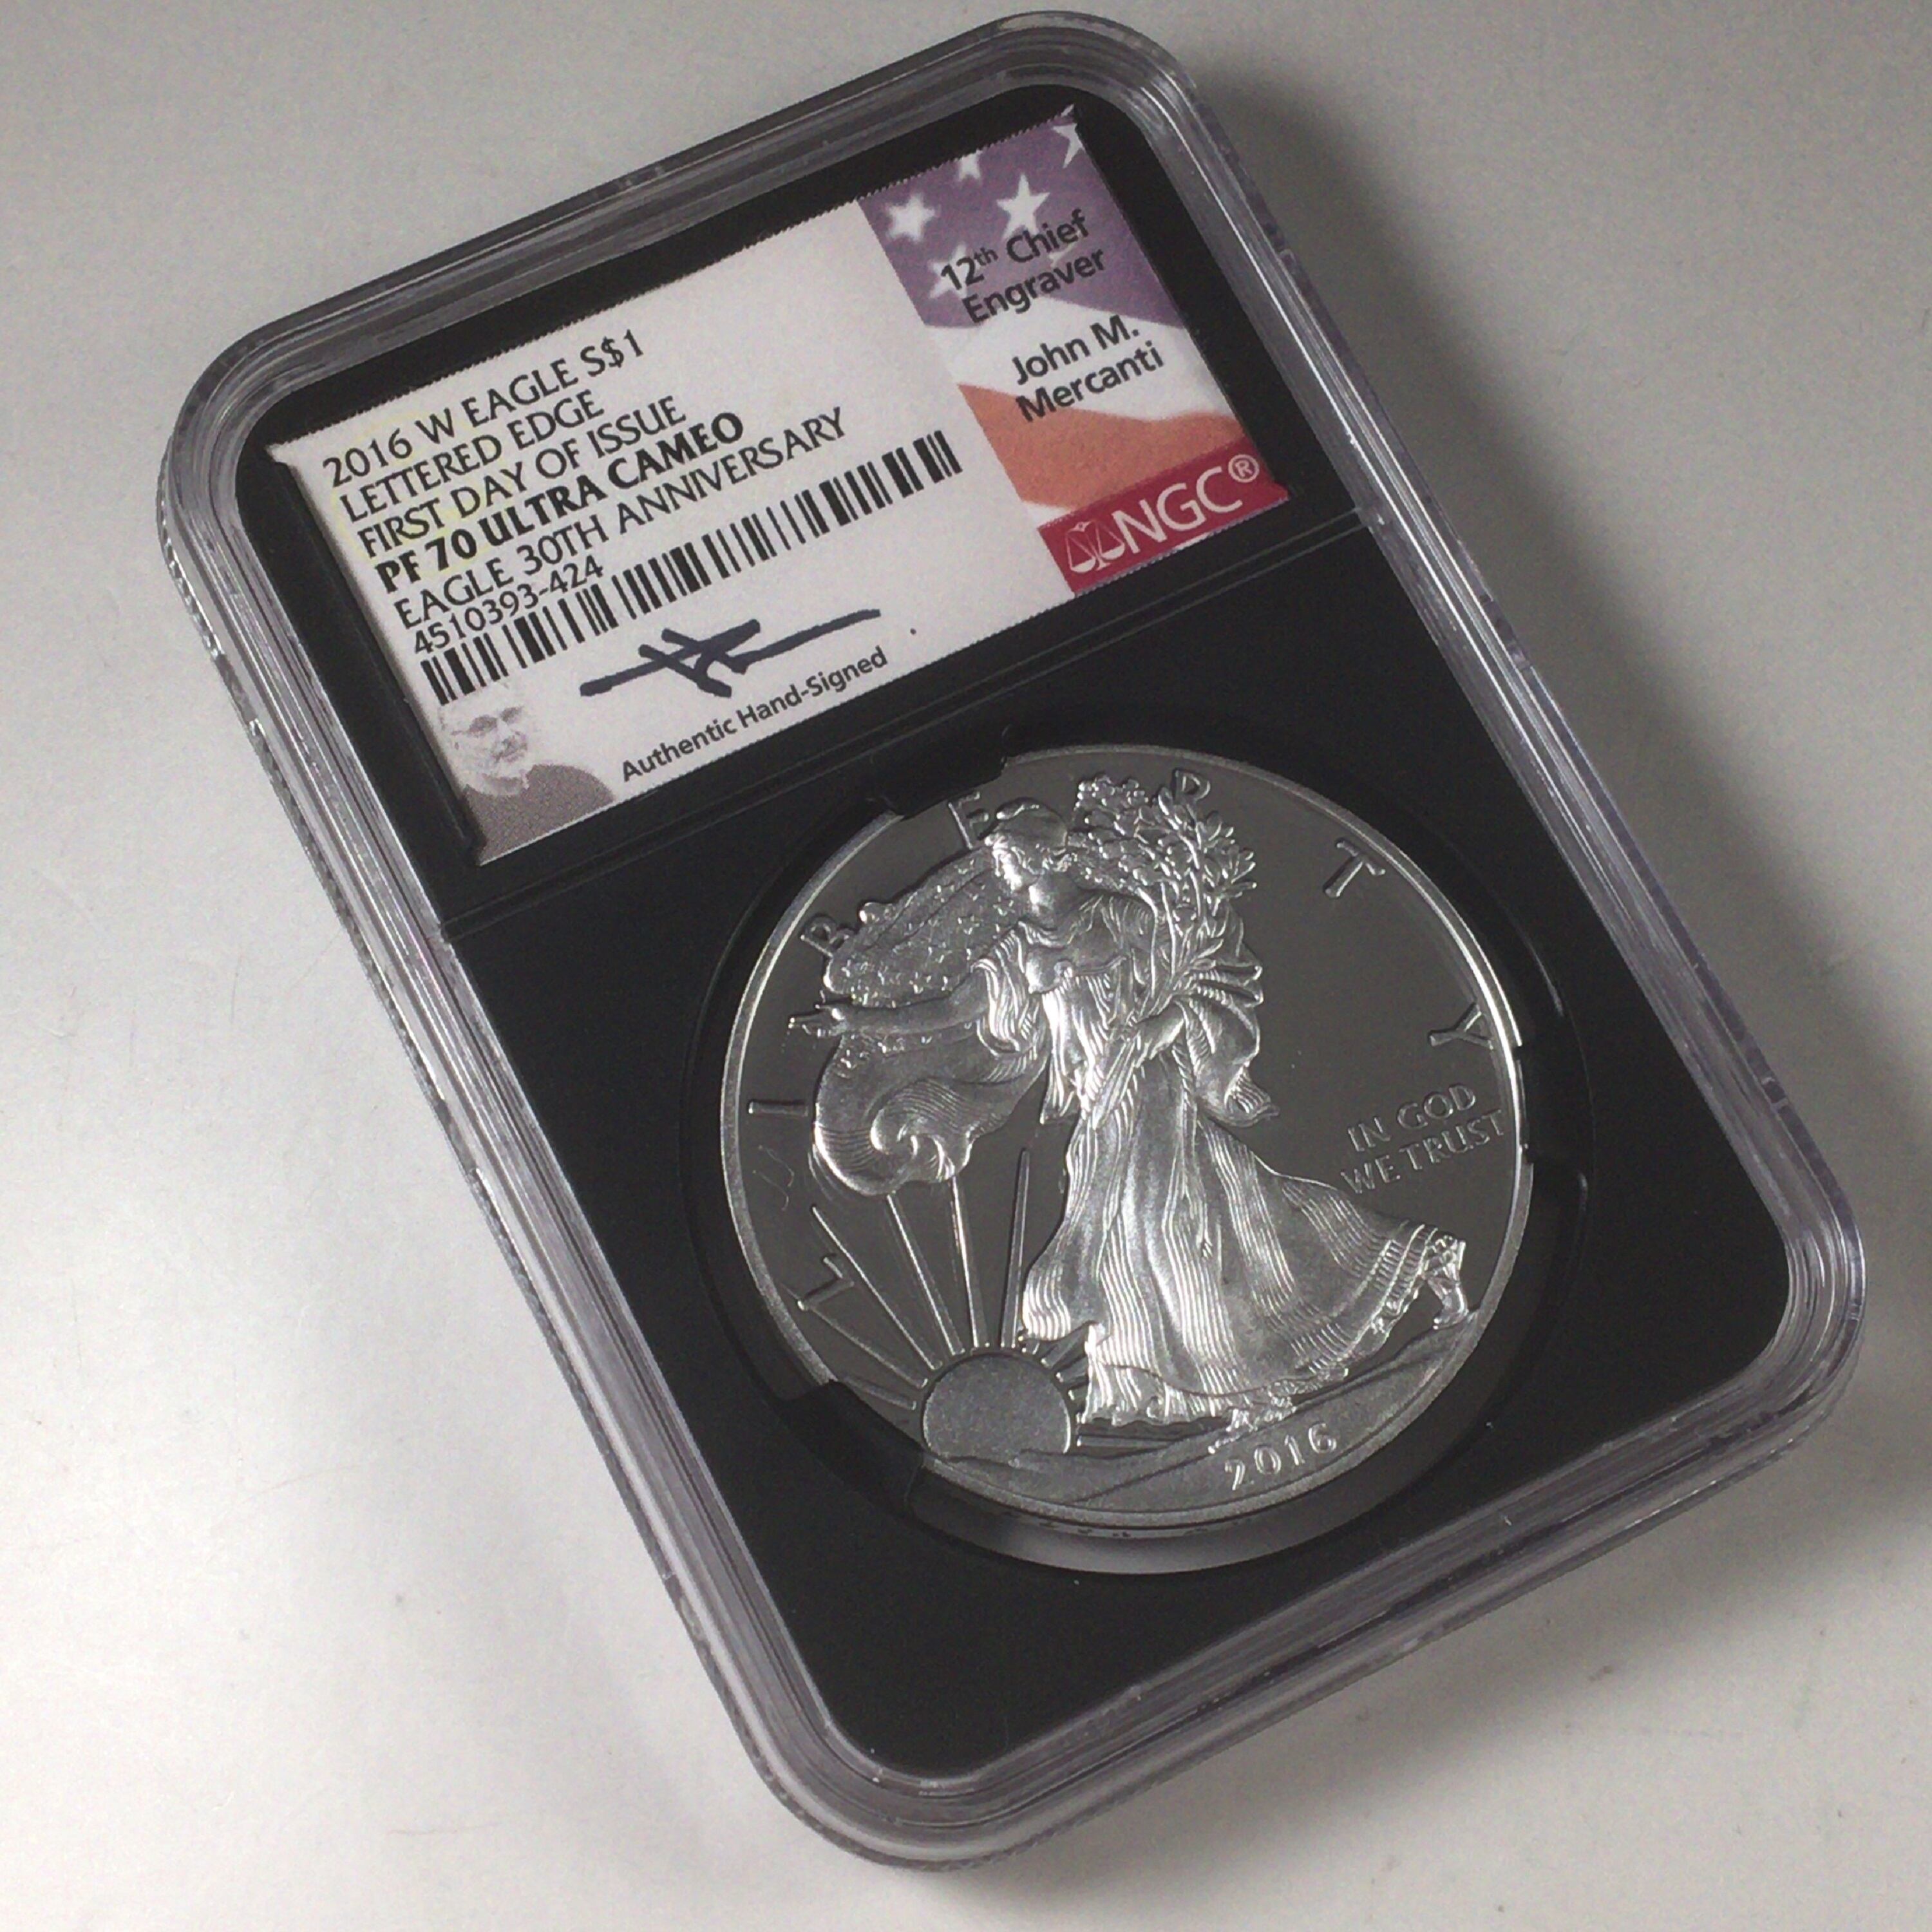 2016 W EAGLE S$1
LETTERED EDGE
FIRST DAY OF ISSUE
PF 70 ULTRA CAMEO
EAGLE 30TH ANNIVERSARY
4510393-424
Authentic Hand-Signed
12th Chief
Engraver
John M.
Mercanti
NGC®
LIBERTY
IN GOD
WE TRUST
2016